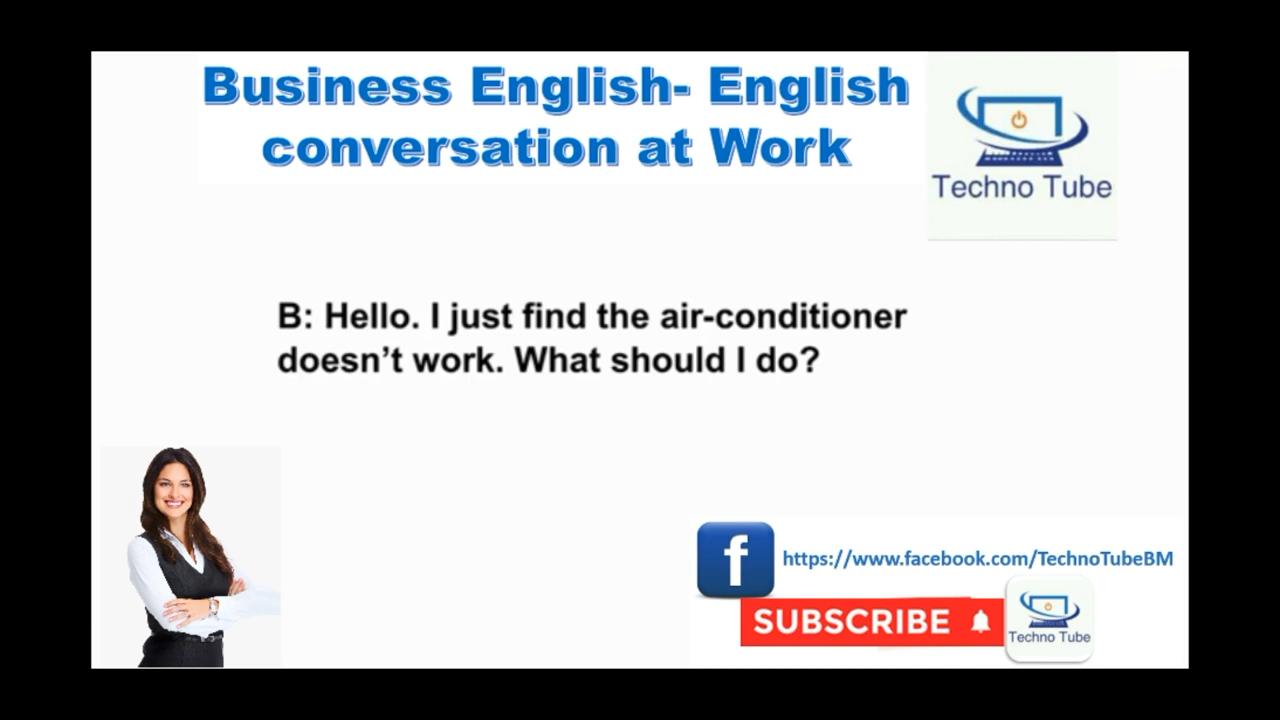 Business English- English
conversation at Work
Techno Tube
B: Hello. I just find the air-conditioner
doesn’t work. What should I do?
f
https://www.facebook.com/TechnoTubeBM
SUBSCRIBE
Techno Tube